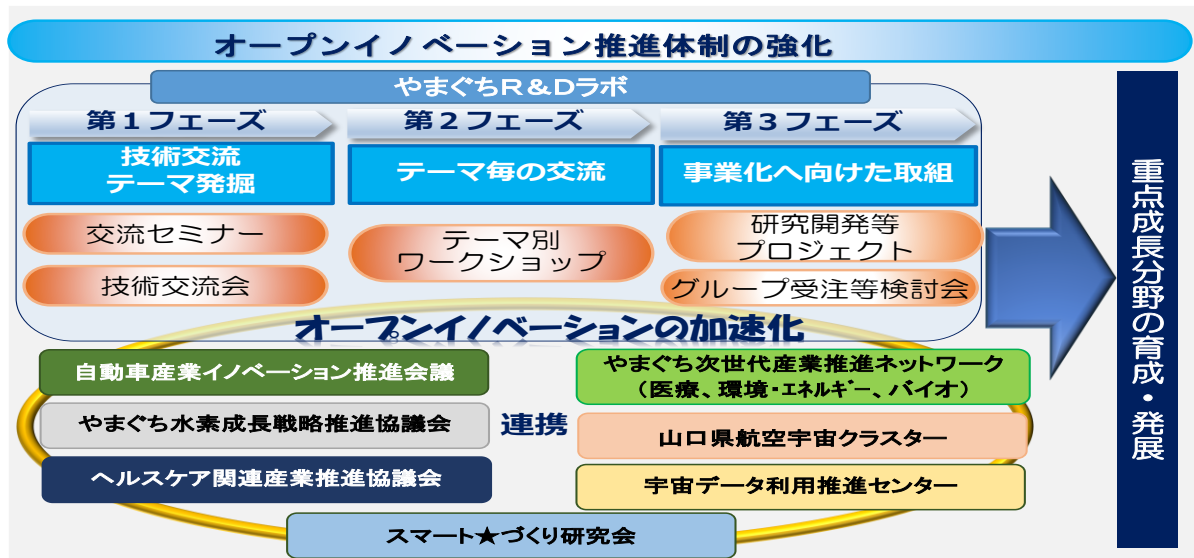 オープンイノベーション推進体制の強化
やまぐちR＆Dラボ
第１フェーズ
第２フェーズ
第３フェーズ
技術交流
テーマ発掘
テーマ毎の交流
事業化へ向けた取組
交流セミナー
技術交流会
テーマ別
ワークショップ
研究開発等
プロジェクト
グループ受注等検討会
オープンイノベーションの加速化
自動車産業イノベーション推進会議
やまぐち水素成長戦略推進協議会
ヘルスケア関連産業推進協議会
連携
やまぐち次世代産業推進ネットワーク
（医療、環境・ｴﾈﾙｷﾞｰ、バイオ）
山口県航空宇宙クラスター
宇宙データ利用推進センター
スマート★づくり研究会
重点成長分野の育成・発展